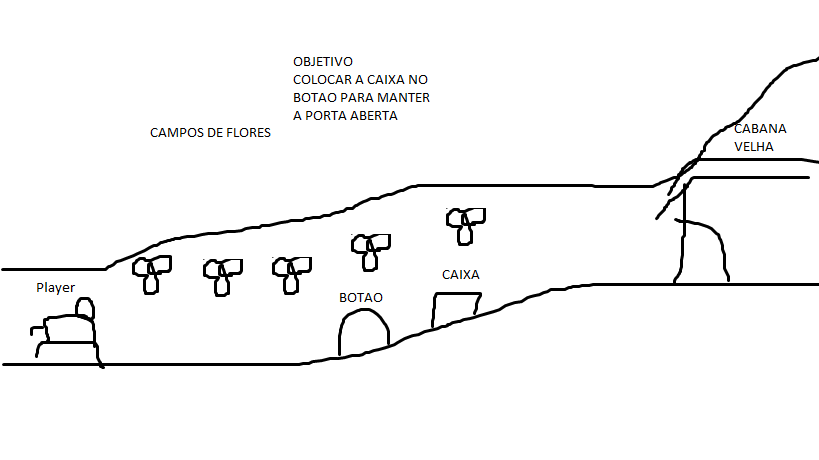 OBJETIVO
COLOCAR A CAIXA NO
BOTAO PARA MANTER
A PORTA ABERTA
CAMPOS DE FLORES
CABANA
VELHA
Player
CAIXA
BOTAO